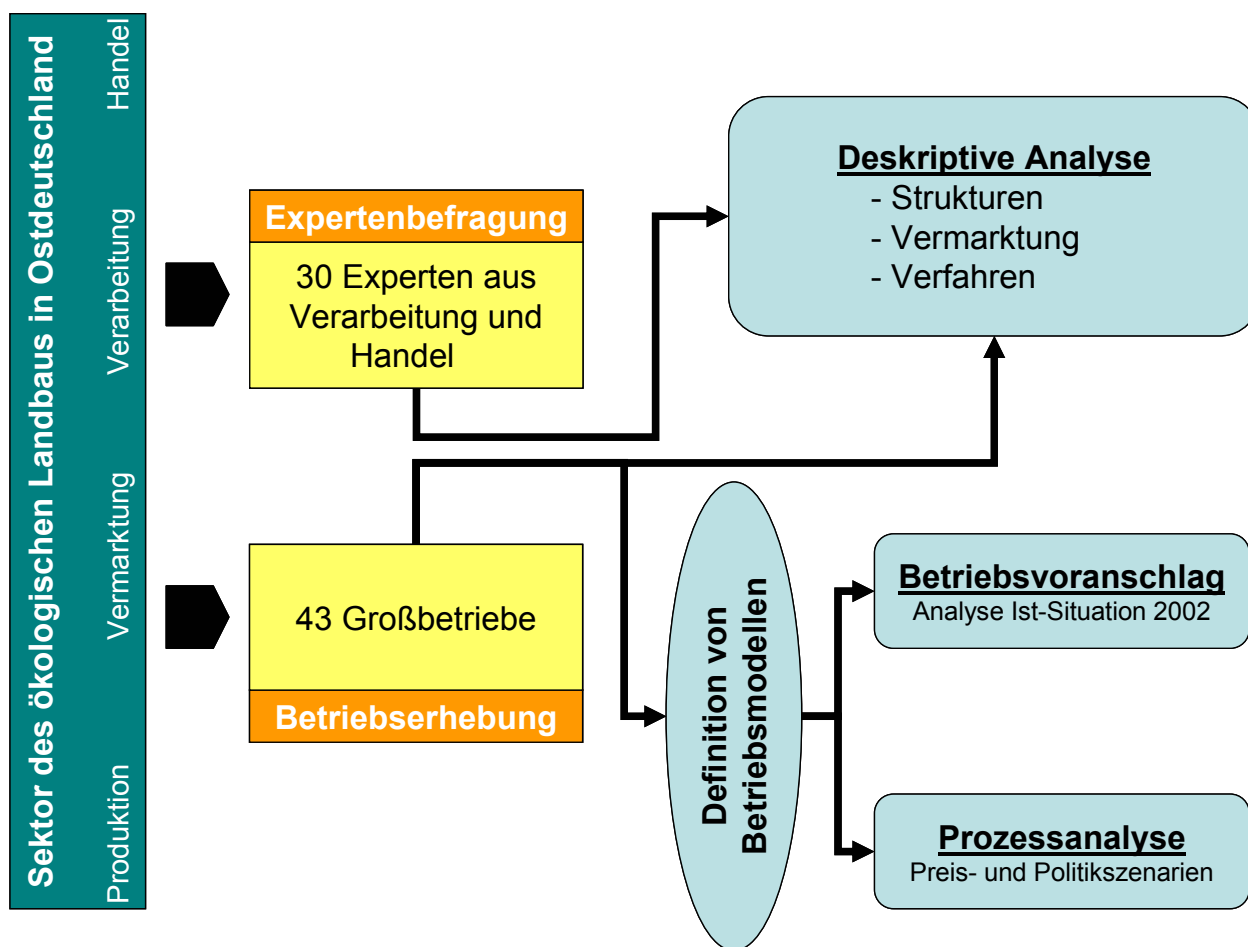 Sektor des ökologischen Landbaus in Ostdeutschland
Handel
Verarbeitung
Vermarktung
Produktion
Expertenbefragung
30 Experten aus
Verarbeitung und
Handel
43 Großbetriebe
Betriebserhebung
Deskriptive Analyse
- Strukturen
- Vermarktung
- Verfahren
Definition von
Betriebsmodellen
Betriebsvoranschlag
Analyse Ist-Situation 2002
Prozessanalyse
Preis- und Politikszenarien